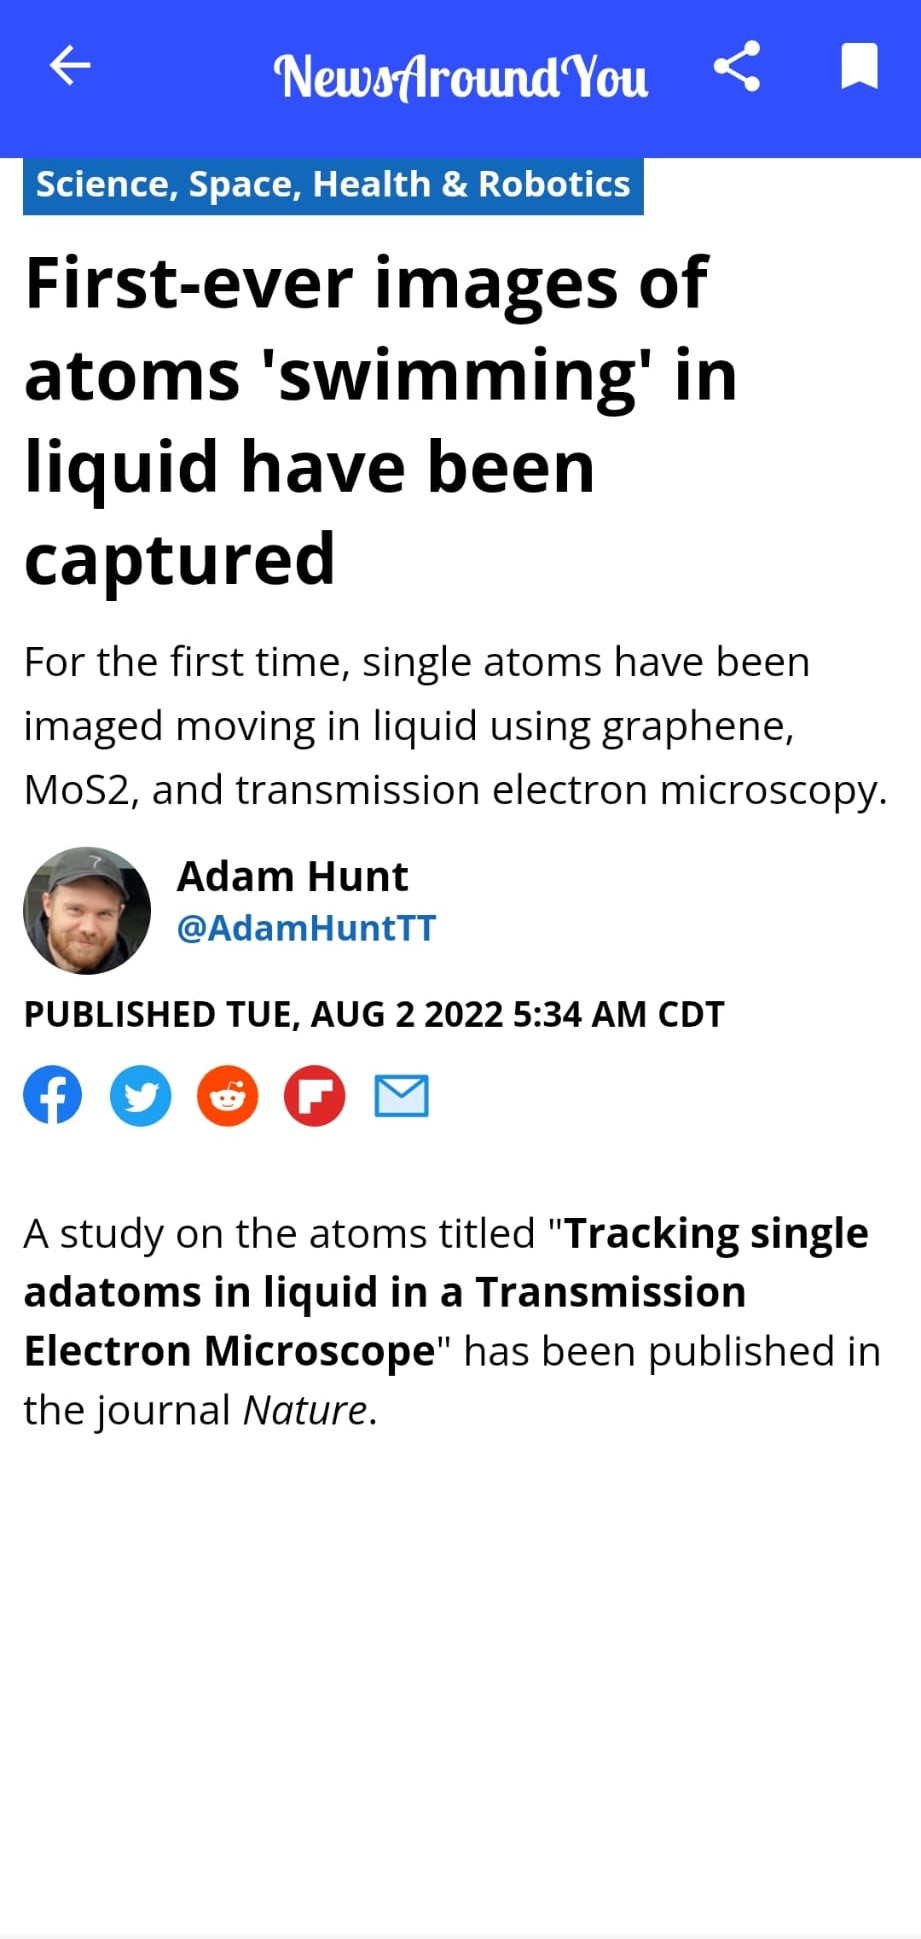 NewsAroundYou
Science, Space, Health & Robotics
First-ever images of
atoms 'swimming' in
liquid have been
captured
For the first time, single atoms have been
imaged moving in liquid using graphene,
MoS2, and transmission electron microscopy.
Adam Hunt
@AdamHuntTT
PUBLISHED TUE, AUG 2 2022 5:34 AM CDT
A study on the atoms titled "Tracking single
adatoms in liquid in a Transmission
Electron Microscope" has been published in
the journal Nature.